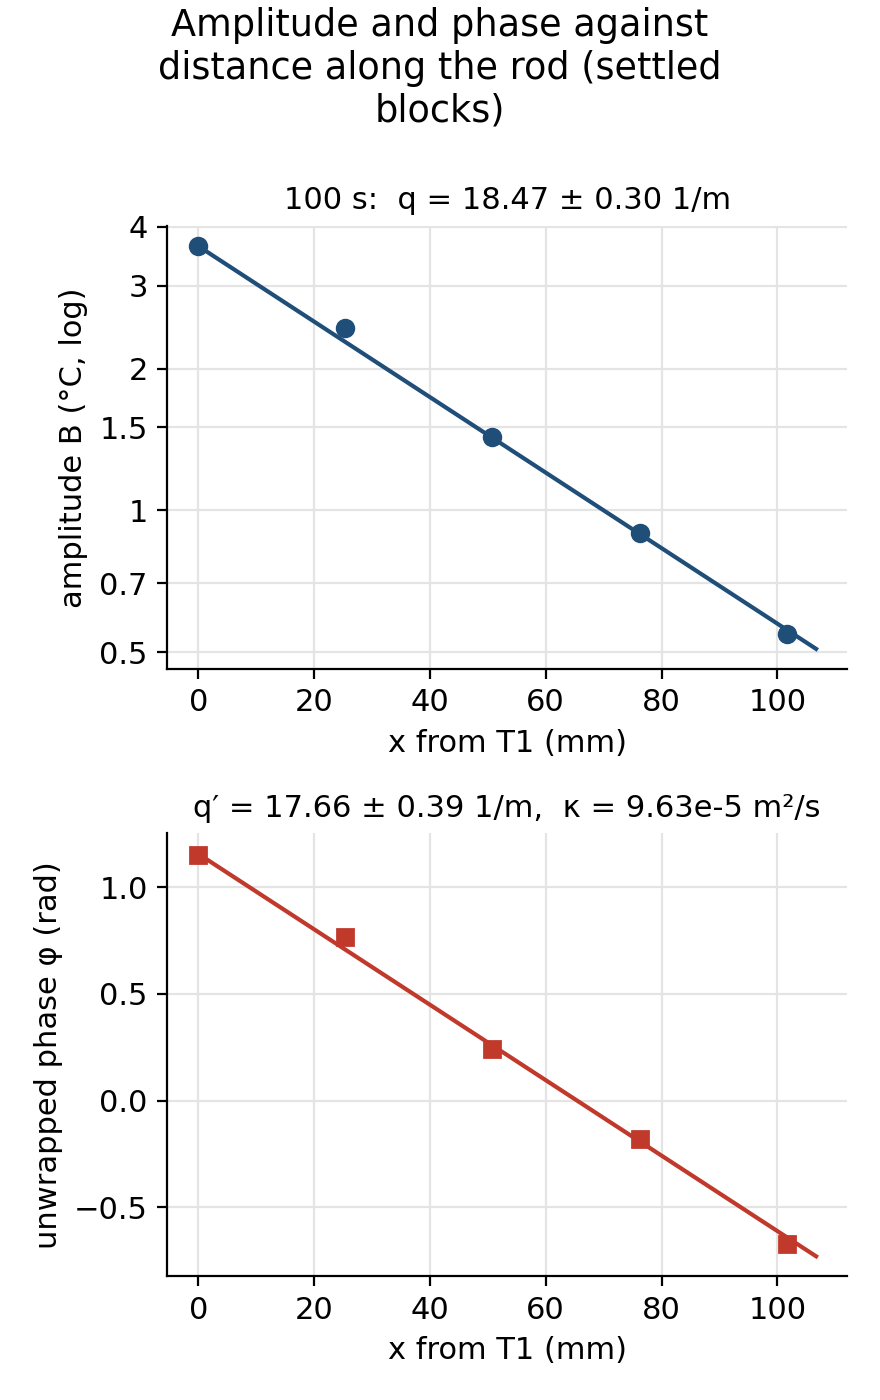 Amplitude and phase against
distance along the rod (settled
blocks)
100 s:  q = 18.47 ± 0.30 1/m
amplitude B (°C, log)
4
3
2
1.5
1
0.7
0.5
0 20 40 60 80 100
x from T1 (mm)
q′ = 17.66 ± 0.39 1/m,  κ = 9.63e-5 m²/s
unwrapped phase φ (rad)
1.0
0.5
0.0
−0.5
0 20 40 60 80 100
x from T1 (mm)